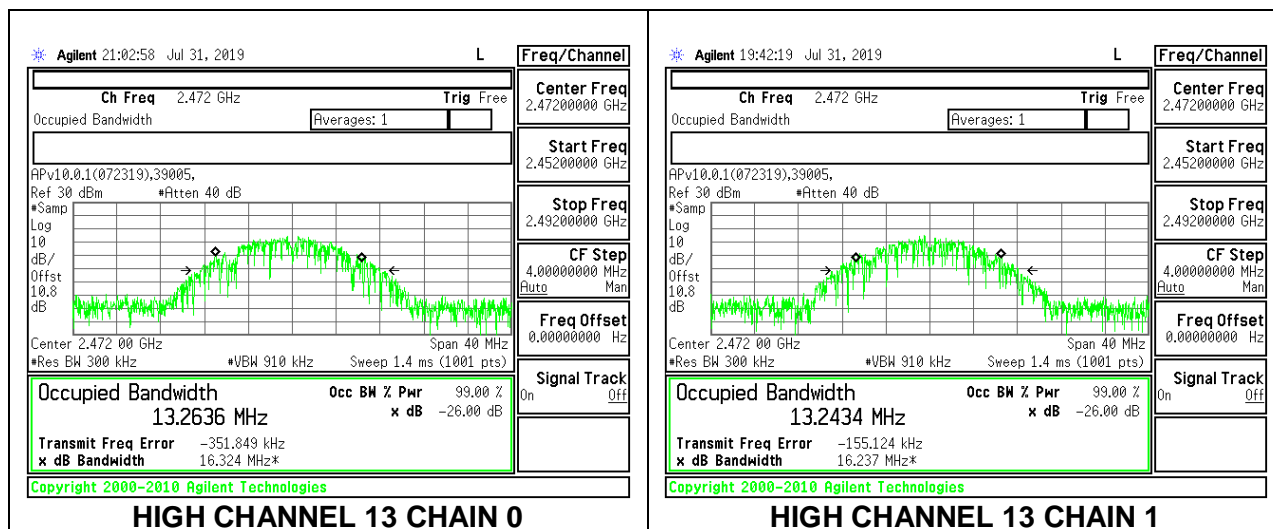 Agilent 21:02:58 Jul 31, 2019 L
Freq/Channel
Ch Freq 2.472 GHz Trig Free
Occupied Bandwidth Averages: 1
APv10.0.1(072319),39005,
Ref 30 dBm #Atten 40 dB
#Samp
Log
10
dB/
Offst
10.8
dB
Center 2.472 00 GHz Span 40 MHz
#Res BW 300 kHz #VBW 910 kHz Sweep 1.4 ms (1001 pts)
Occupied Bandwidth Occ BW % Pwr 99.00 %
13.2636 MHz x dB -26.00 dB
Transmit Freq Error -351.849 kHz
x dB Bandwidth 16.324 MHz*
Copyright 2000-2010 Agilent Technologies
Center Freq
2.47200000 GHz
Start Freq
2.45200000 GHz
Stop Freq
2.49200000 GHz
CF Step
4.00000000 MHz
Auto Man
Freq Offset
0.00000000 Hz
Signal Track
On Off
HIGH CHANNEL 13 CHAIN 0
Agilent 19:42:19 Jul 31, 2019 L
Freq/Channel
Ch Freq 2.472 GHz Trig Free
Occupied Bandwidth Averages: 1
APv10.0.1(072319),39005,
Ref 30 dBm #Atten 40 dB
#Samp
Log
10
dB/
Offst
10.8
dB
Center 2.472 00 GHz Span 40 MHz
#Res BW 300 kHz #VBW 910 kHz Sweep 1.4 ms (1001 pts)
Occupied Bandwidth Occ BW % Pwr 99.00 %
13.2434 MHz x dB -26.00 dB
Transmit Freq Error -155.124 kHz
x dB Bandwidth 16.237 MHz*
Copyright 2000-2010 Agilent Technologies
Center Freq
2.47200000 GHz
Start Freq
2.45200000 GHz
Stop Freq
2.49200000 GHz
CF Step
4.00000000 MHz
Auto Man
Freq Offset
0.00000000 Hz
Signal Track
On Off
HIGH CHANNEL 13 CHAIN 1